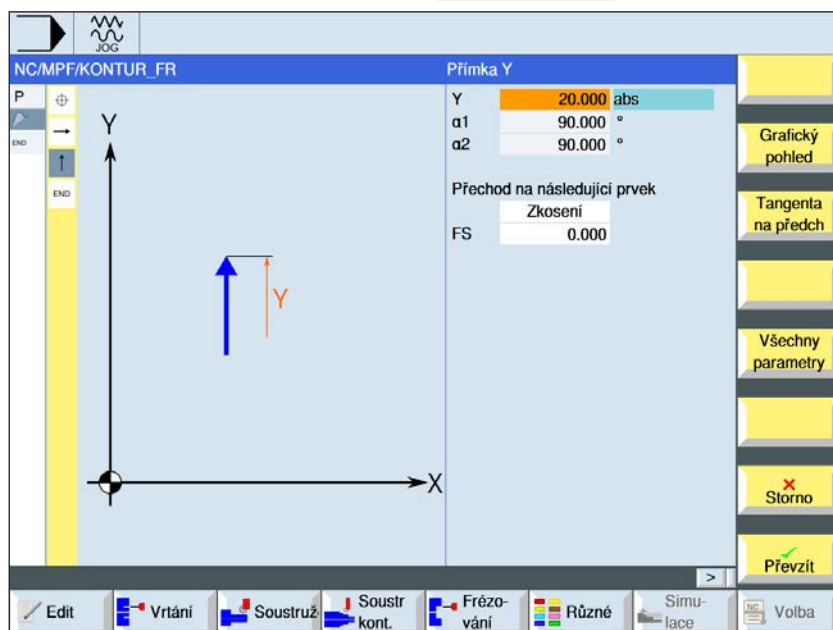 JOG
NC/MPF/KONTUR_FR
Přímka Y
P
END
END
Y
X
Y
Y 20.000 abs
α1 90.000 °
α2 90.000 °
Přechod na následující prvek
Zkosení
FS 0.000
Grafický
pohled
Tangenta
na předch
Všechny
parametry
Storno
Převzít
>
Edit
Vrtání
Soustruž
Soustr
kont.
Frézo-
vání
Různé
Simu-
lace
NC
Volba